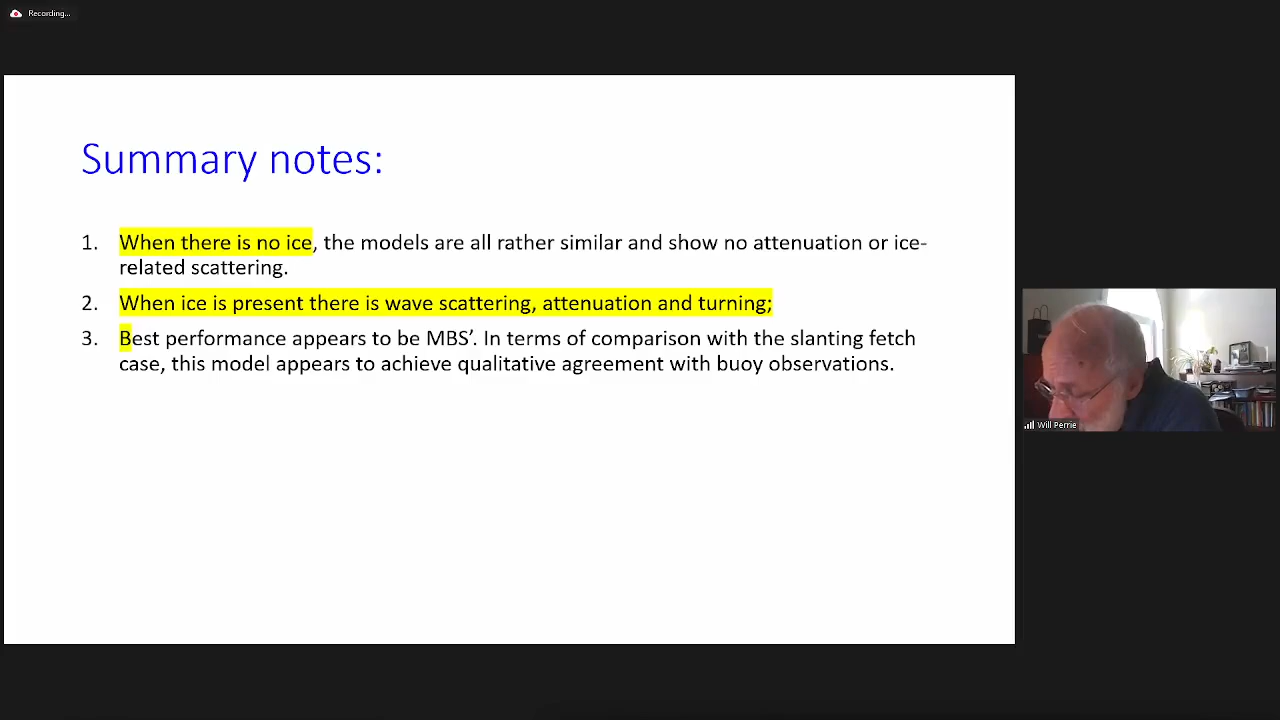 Recording...
Summary notes:
1. When there is no ice, the models are all rather similar and show no attenuation or ice-
related scattering.
2. When ice is present there is wave scattering, attenuation and turning;
3. Best performance appears to be MBS’. In terms of comparison with the slanting fetch
case, this model appears to achieve qualitative agreement with buoy observations.
Will Perrie